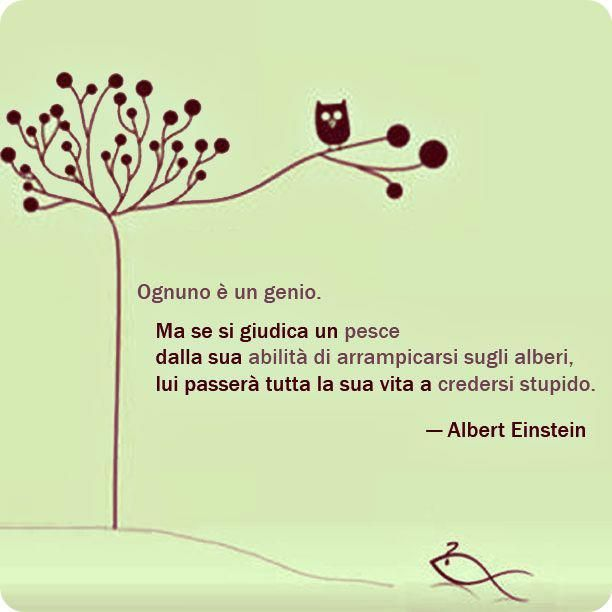 Ognuno è un genio.
Ma se si giudica un pesce
dalla sua abilità di arrampicarsi sugli alberi,
lui passerà tutta la sua vita a credersi stupido.
— Albert Einstein